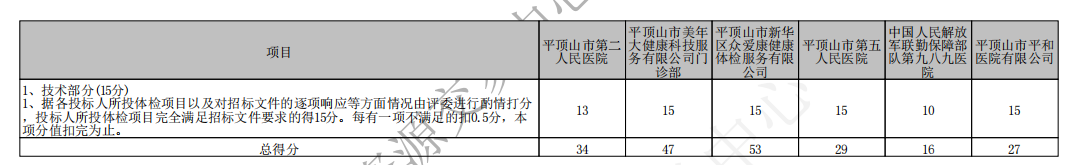 项目
平顶山市第二
人民医院
平顶山市美年
大健康科技服
务有限公司门
诊部
平顶山市新华
区众爱康健康
体检服务有限
公司
平顶山市第五
人民医院
中国人民解放
军联勤保障部
队第九八九医
院
平顶山市平和
医院有限公司
1、技术部分(15分)
1、据各投标人所投体检项目以及对招标文件的逐项响应等方面情况由评委进行酌情打分
，投标人所投体检项目完全满足招标文件要求的得15分。每有一项不满足的扣0.5分，本
项分值扣完为止。
13
15
15
15
10
15
总得分
34
47
53
29
16
27
源交
中心
中心